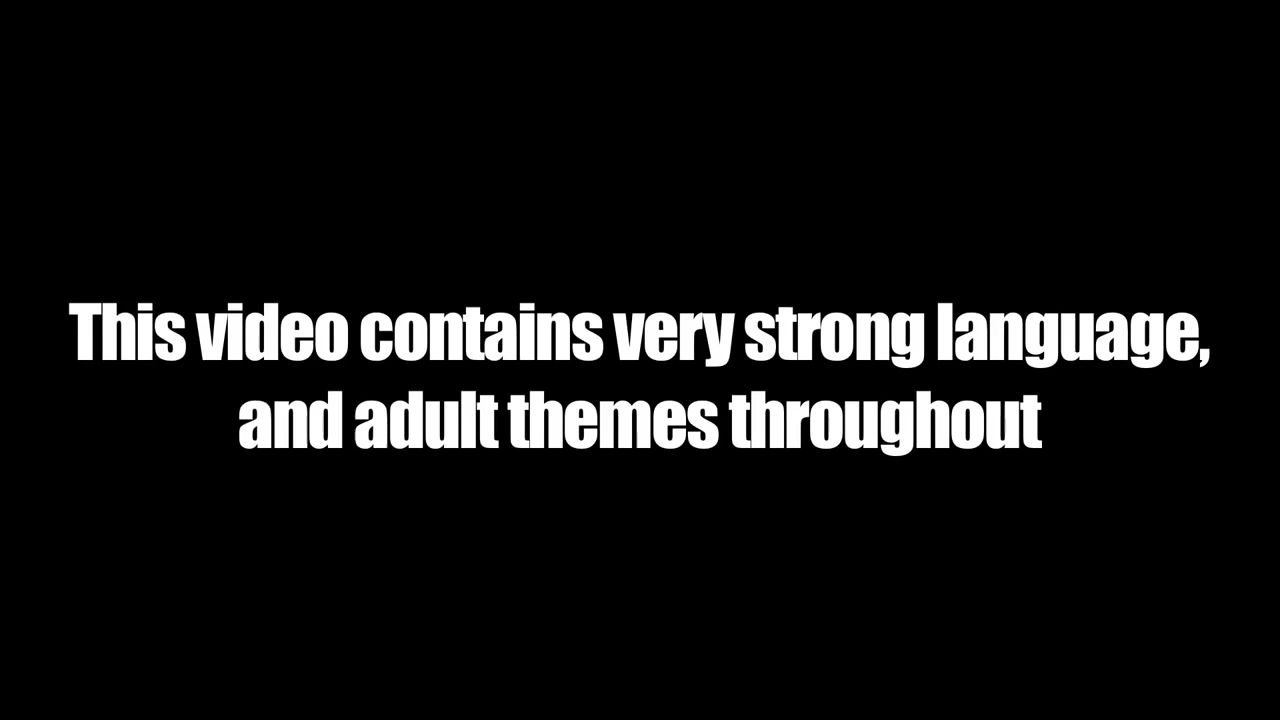 This video contains very strong language,
and adult themes throughout